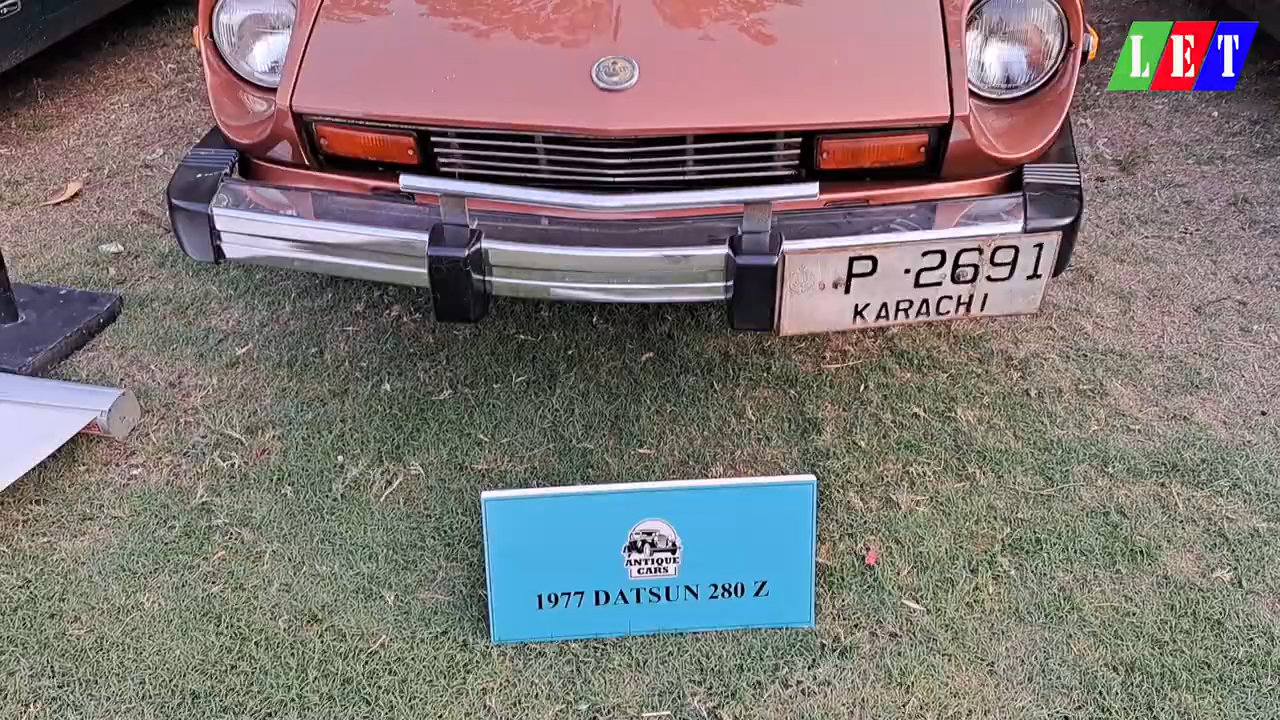 LET
P ·2691
KARACHI
ANTIQUE
CARS
1977 DATSUN 280 Z